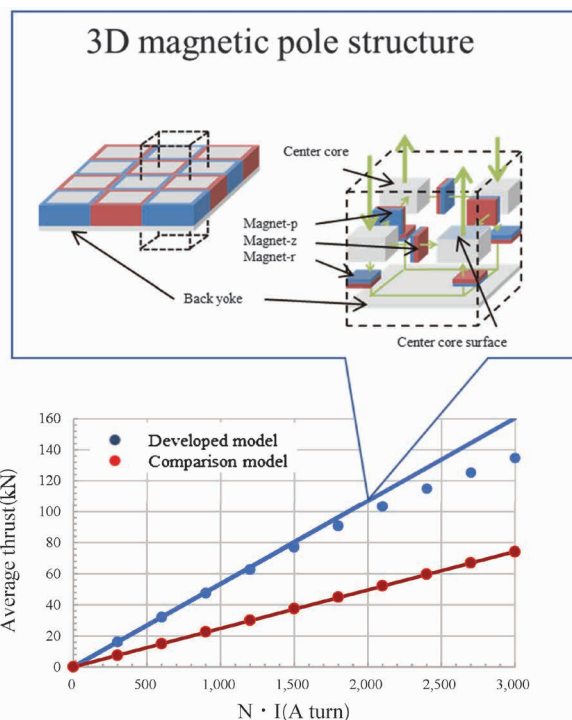 3D magnetic pole structure
Center core
Magnet-p
Magnet-z
Magnet-r
Back yoke
Center core surface
160
140
120
100
80
60
40
20
0
Average thrust(kN)
Developed model
Comparison model
0
500
1,000
1,500
2,000
2,500
3,000
N・I(A turn)